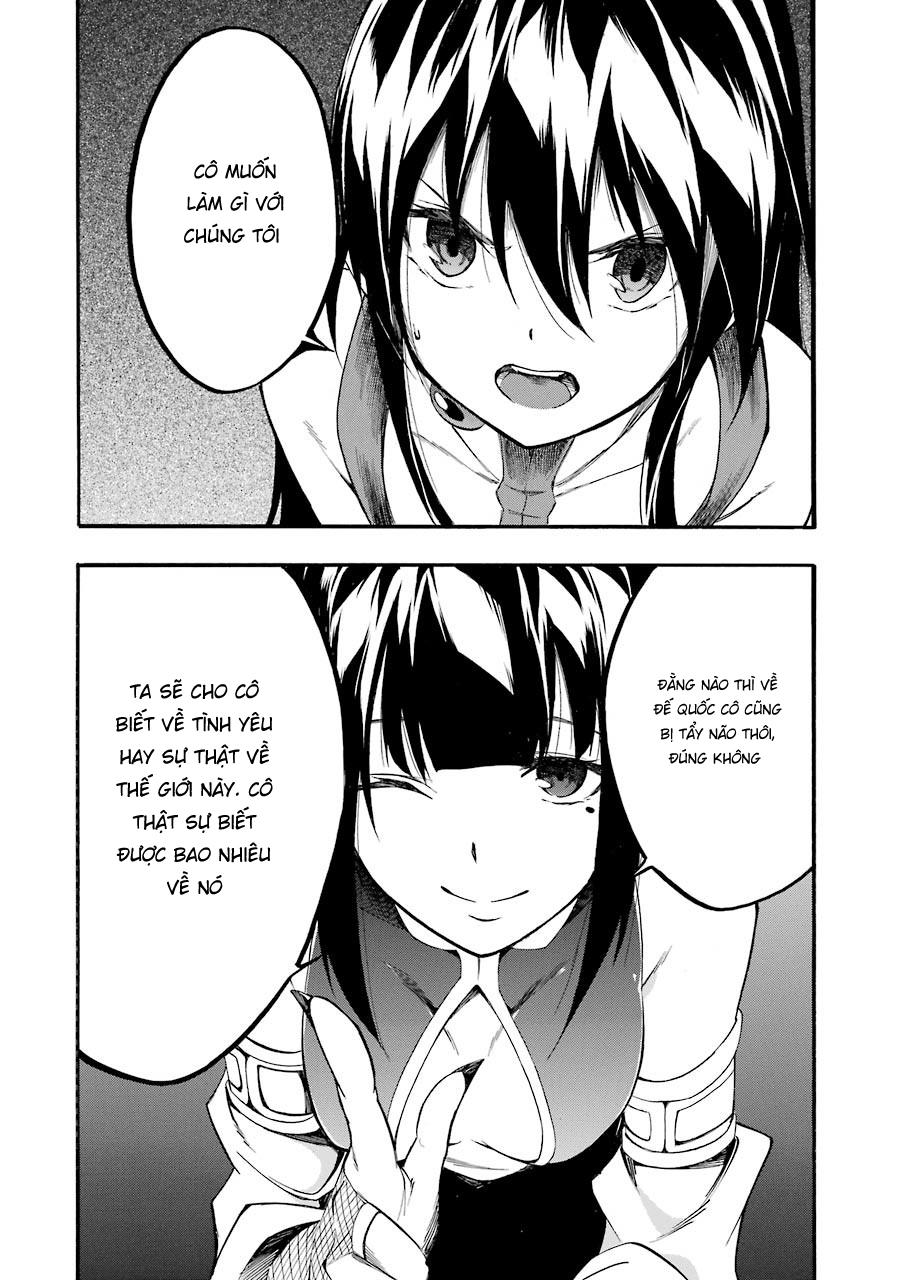 CÔ MUỐN
LÀM GÌ VỚI
CHÚNG TÔI
ĐẰNG NÀO THÌ VỀ
ĐẾ QUỐC CÔ CŨNG
BỊ TẨY NÃO THÔI,
ĐÚNG KHÔNG
TA SẼ CHO CÔ
BIẾT VỀ TÌNH YÊU
HAY SỰ THẬT VỀ
THẾ GIỚI NÀY. CÔ
THẬT SỰ BIẾT
ĐƯỢC BAO NHIÊU
VỀ NÓ